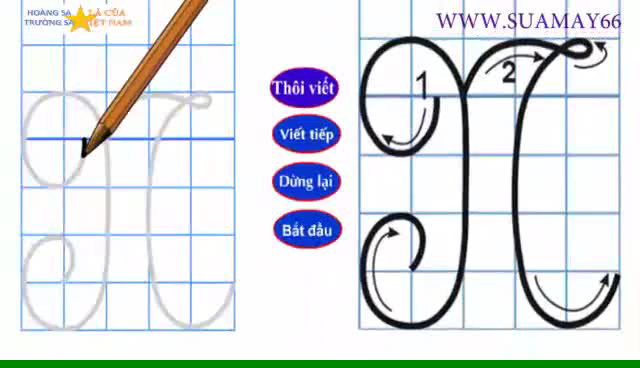 HOÀNG SA
LÀ CỦA
TRƯỜNG SA
VIỆT NAM
WWW.SUAMAY66
Thôi viết
Viết tiếp
Dừng lại
Bắt đầu
1
2